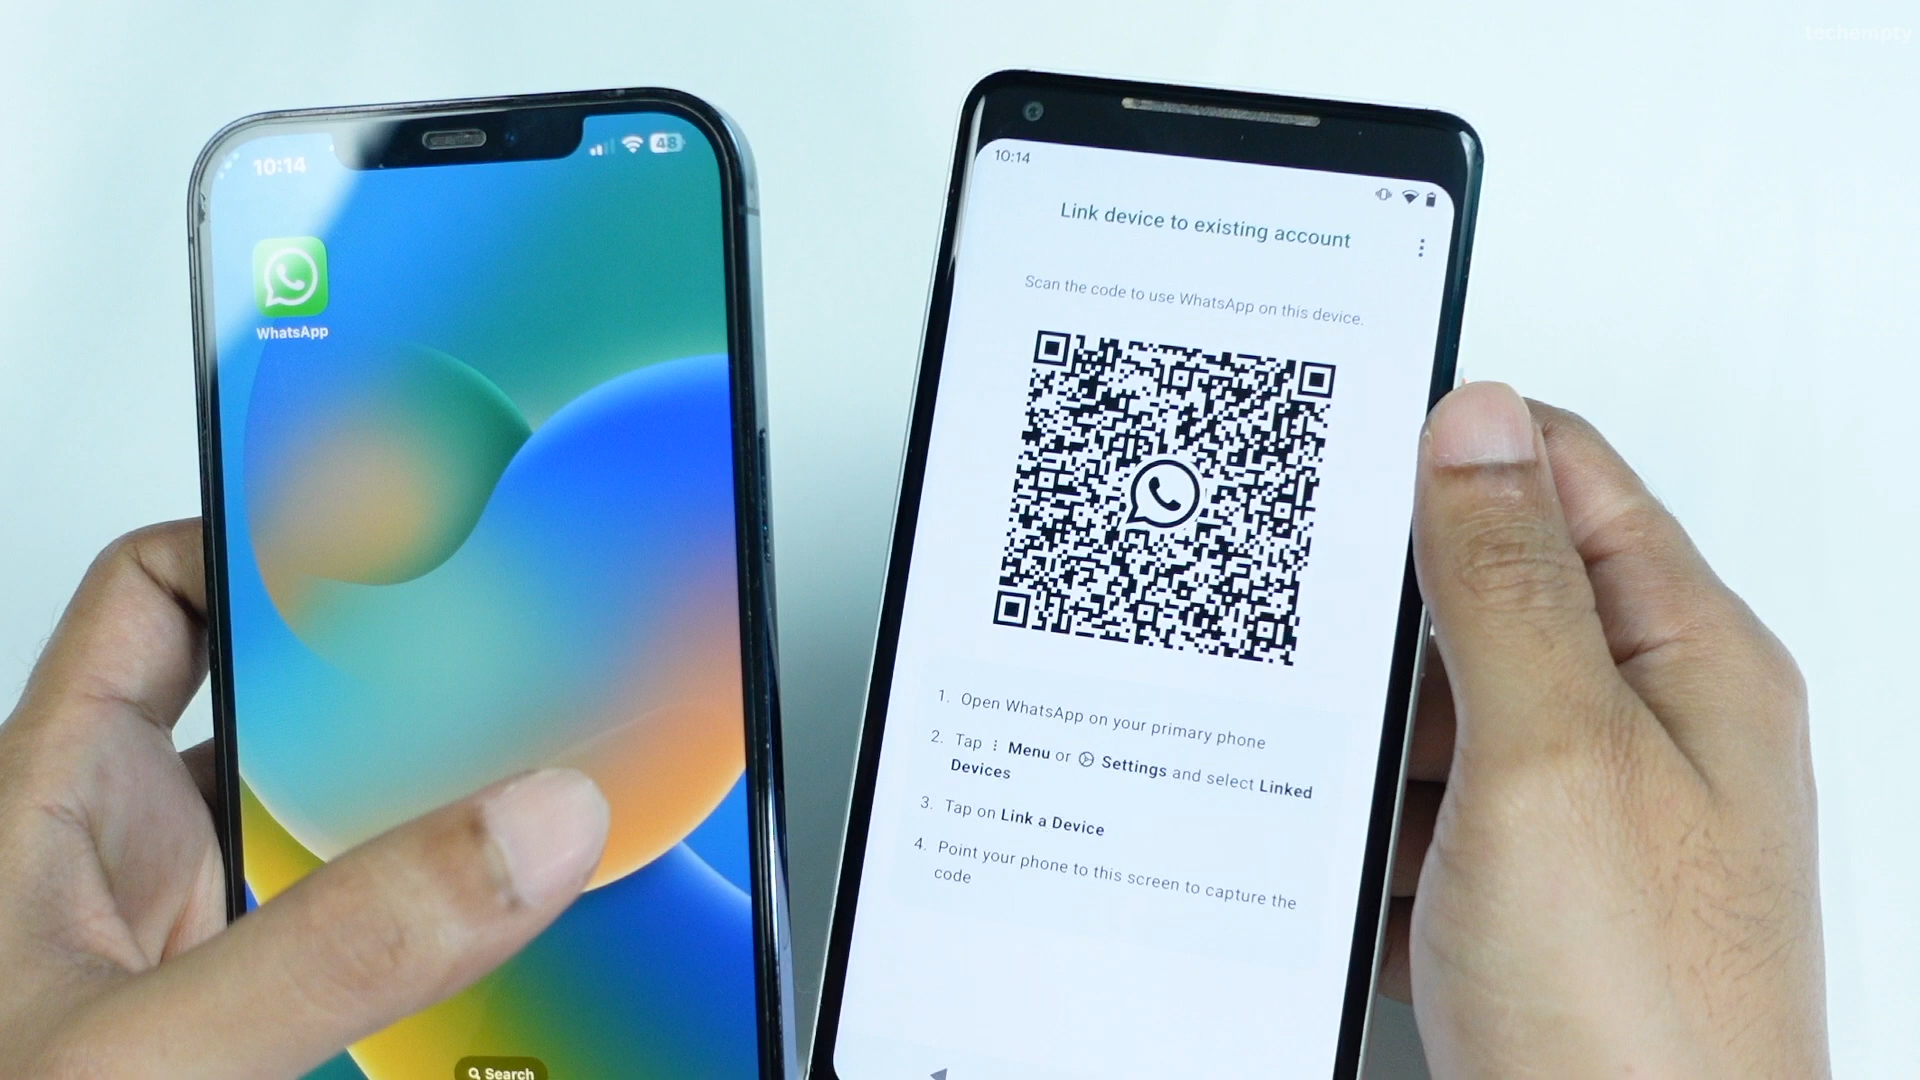 techempty
10:14
48
WhatsApp
Search
10:14
Link device to existing account
Scan the code to use WhatsApp on this device.
1. Open WhatsApp on your primary phone
2. Tap ⋮ Menu or Settings and select Linked
Devices
3. Tap on Link a Device
4. Point your phone to this screen to capture the
code